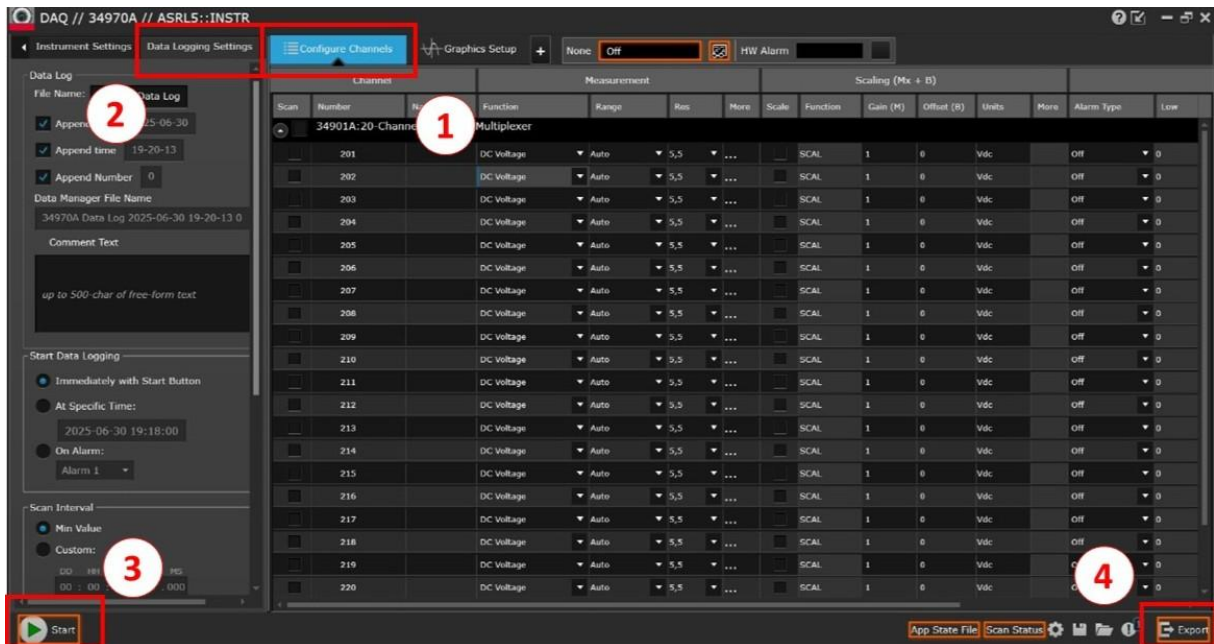 DAQ // 34970A // ASRL5::INSTR
Instrument Settings Data Logging Settings Configure Channels Graphics Setup + None Off HW Alarm
Data Log
File Name: Data Log
Append 25-06-30
Append time 19-20-13
Append Number 0
Data Manager File Name
34970A Data Log 2025-06-30 19-20-13 0
Comment Text
up to 500-char of free-form text
Start Data Logging
Immediately with Start Button
At Specific Time:
2025-06-30 19:18:00
On Alarm:
Alarm 1
Scan Interval
Min Value
Custom:
DD HH MS
00 : 00 .000
2
3
Start
Channel Measurement Scaling (Mx + B)
Scan Number Function Range Res More Scale Function Gain (M) Offset (B) Units More Alarm Type Low
34901A:20-Channel Multiplexer
1
201 DC Voltage Auto 5,5 ... SCAL 1 0 Vdc Off 0
202 DC Voltage Auto 5,5 ... SCAL 1 0 Vdc Off 0
203 DC Voltage Auto 5,5 ... SCAL 1 0 Vdc Off 0
204 DC Voltage Auto 5,5 ... SCAL 1 0 Vdc Off 0
205 DC Voltage Auto 5,5 ... SCAL 1 0 Vdc Off 0
206 DC Voltage Auto 5,5 ... SCAL 1 0 Vdc Off 0
207 DC Voltage Auto 5,5 ... SCAL 1 0 Vdc Off 0
208 DC Voltage Auto 5,5 ... SCAL 1 0 Vdc Off 0
209 DC Voltage Auto 5,5 ... SCAL 1 0 Vdc Off 0
210 DC Voltage Auto 5,5 ... SCAL 1 0 Vdc Off 0
211 DC Voltage Auto 5,5 ... SCAL 1 0 Vdc Off 0
212 DC Voltage Auto 5,5 ... SCAL 1 0 Vdc Off 0
213 DC Voltage Auto 5,5 ... SCAL 1 0 Vdc Off 0
214 DC Voltage Auto 5,5 ... SCAL 1 0 Vdc Off 0
215 DC Voltage Auto 5,5 ... SCAL 1 0 Vdc Off 0
216 DC Voltage Auto 5,5 ... SCAL 1 0 Vdc Off 0
217 DC Voltage Auto 5,5 ... SCAL 1 0 Vdc Off 0
218 DC Voltage Auto 5,5 ... SCAL 1 0 Vdc Off 0
219 DC Voltage Auto 5,5 ... SCAL 1 0 Vdc 0
220 DC Voltage Auto 5,5 ... SCAL 1 0 Vdc Off 0
4
App State File Scan Status Export